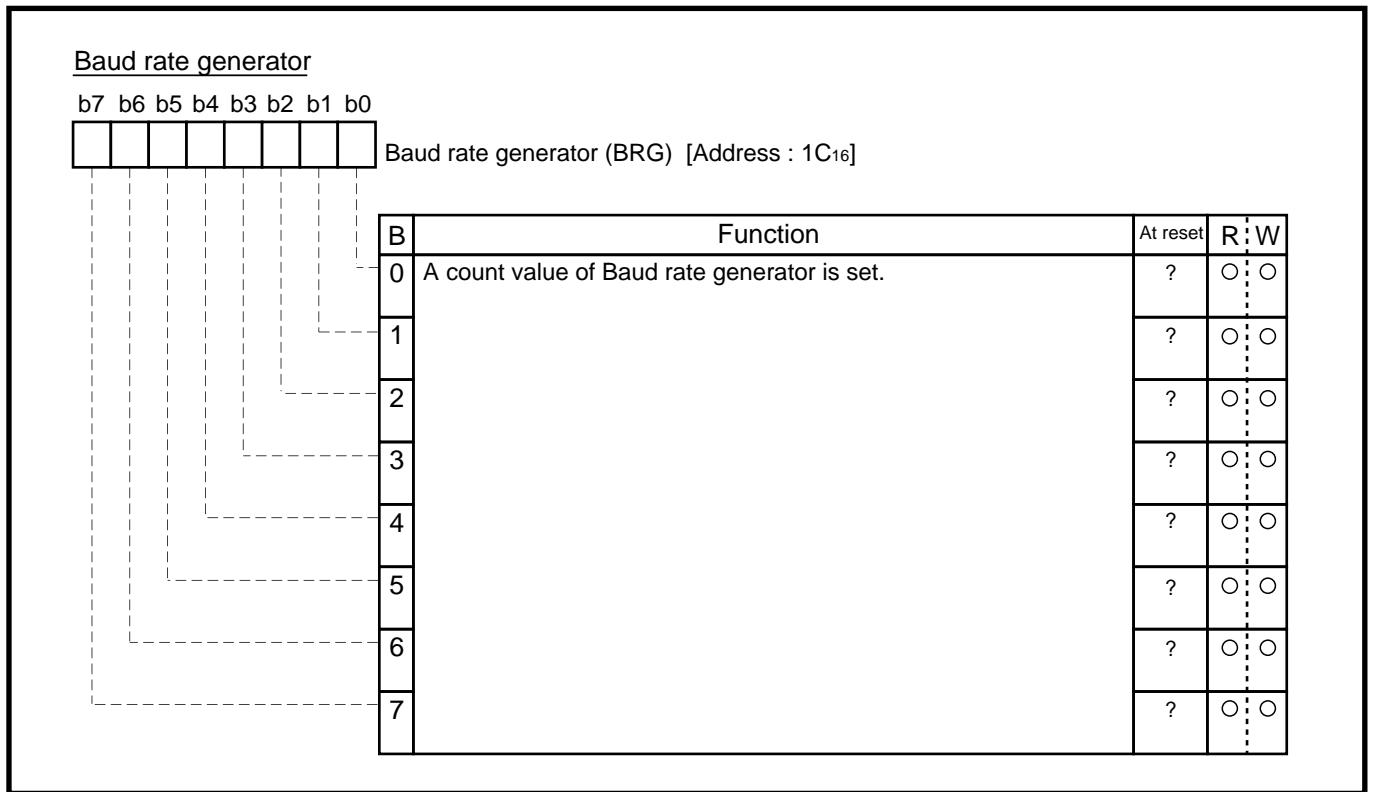 Baud rate generator
b7 b6 b5 b4 b3 b2 b1 b0
Baud rate generator (BRG) [Address : 1C16]
B Function At reset R W
0 A count value of Baud rate generator is set. ? ○ ○
1 ? ○ ○
2 ? ○ ○
3 ? ○ ○
4 ? ○ ○
5 ? ○ ○
6 ? ○ ○
7 ? ○ ○